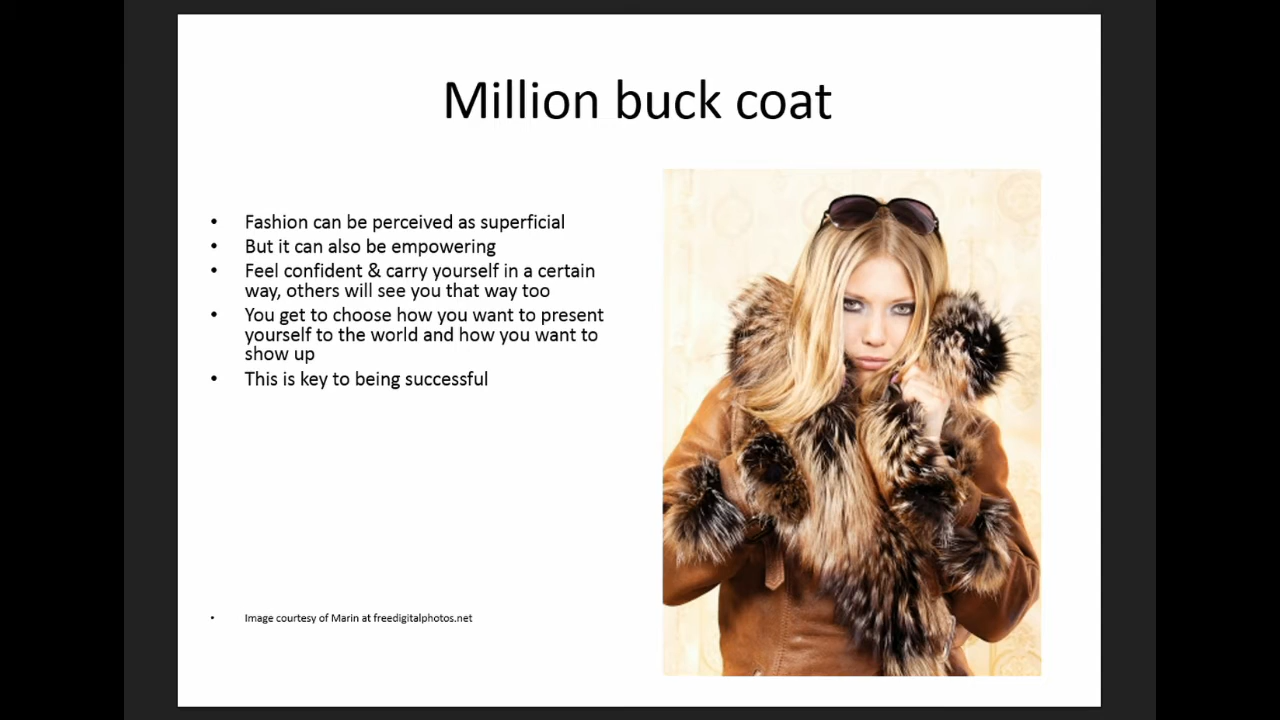 Million buck coat
• Fashion can be perceived as superficial
• But it can also be empowering
• Feel confident & carry yourself in a certain
way, others will see you that way too
• You get to choose how you want to present
yourself to the world and how you want to
show up
• This is key to being successful
• Image courtesy of Marin at freedigitalphotos.net